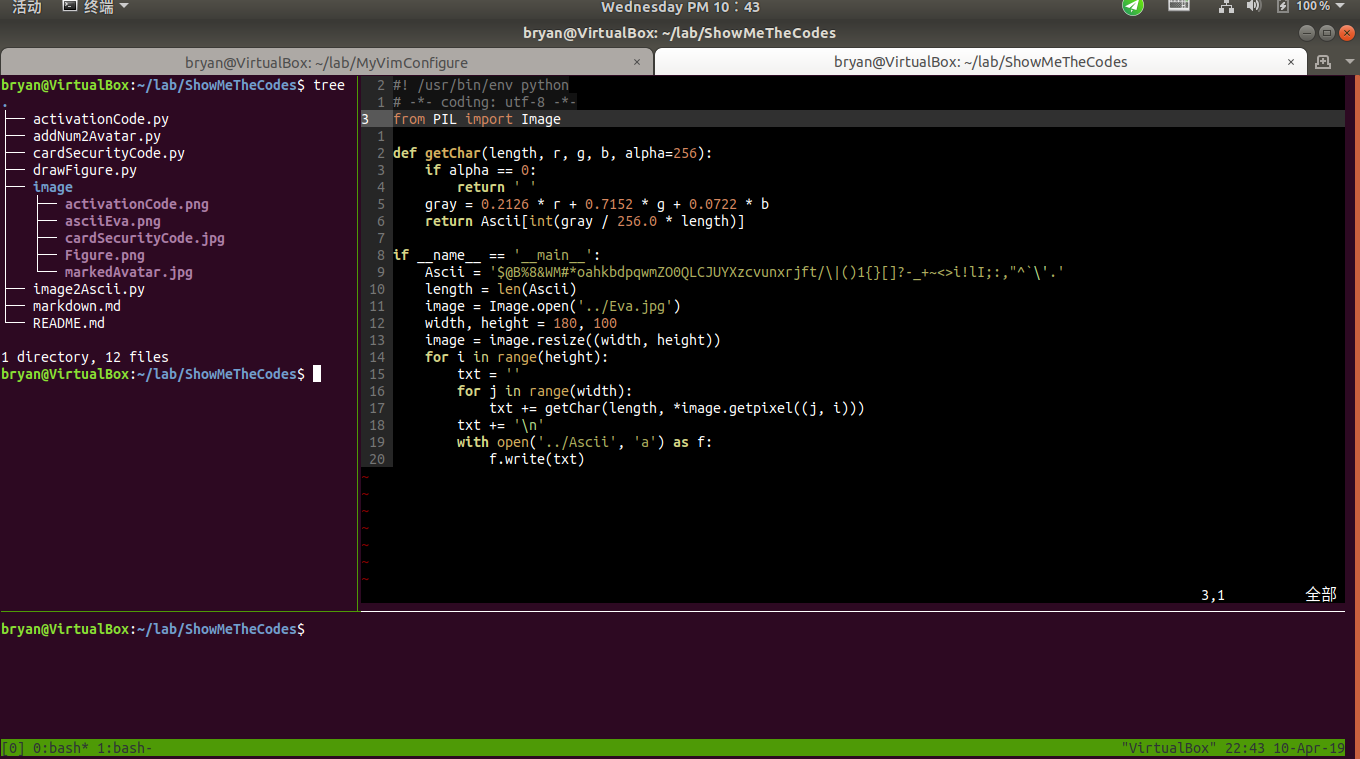 活动 终端 Wednesday PM 10：43 100 %
bryan@VirtualBox: ~/lab/ShowMeTheCodes
bryan@VirtualBox: ~/lab/MyVimConfigure × bryan@VirtualBox: ~/lab/ShowMeTheCodes ×
bryan@VirtualBox:~/lab/ShowMeTheCodes$ tree
.
├── activationCode.py
├── addNum2Avatar.py
├── cardSecurityCode.py
├── drawFigure.py
├── image
│   ├── activationCode.png
│   ├── asciiEva.png
│   ├── cardSecurityCode.jpg
│   ├── Figure.png
│   └── markedAvatar.jpg
├── image2Ascii.py
├── markdown.md
└── README.md
1 directory, 12 files
bryan@VirtualBox:~/lab/ShowMeTheCodes$
2 #! /usr/bin/env python
1 # -*- coding: utf-8 -*-
3 from PIL import Image
1
2 def getChar(length, r, g, b, alpha=256):
3     if alpha == 0:
4         return ' '
5     gray = 0.2126 * r + 0.7152 * g + 0.0722 * b
6     return Ascii[int(gray / 256.0 * length)]
7
8 if __name__ == '__main__':
9     Ascii = '$@B%8&WM#*oahkbdpqwmZO0QLCJUYXzcvunxrjft/\|()1{}[]?-_+~<>i!lI;:,"^`\'.'
10     length = len(Ascii)
11     image = Image.open('../Eva.jpg')
12     width, height = 180, 100
13     image = image.resize((width, height))
14     for i in range(height):
15         txt = ''
16         for j in range(width):
17             txt += getChar(length, *image.getpixel((j, i)))
18         txt += '\n'
19         with open('../Ascii', 'a') as f:
20             f.write(txt)
~
~
~
~
~
~
~
3,1 全部
bryan@VirtualBox:~/lab/ShowMeTheCodes$
[0] 0:bash* 1:bash- "VirtualBox" 22:43 10-Apr-19